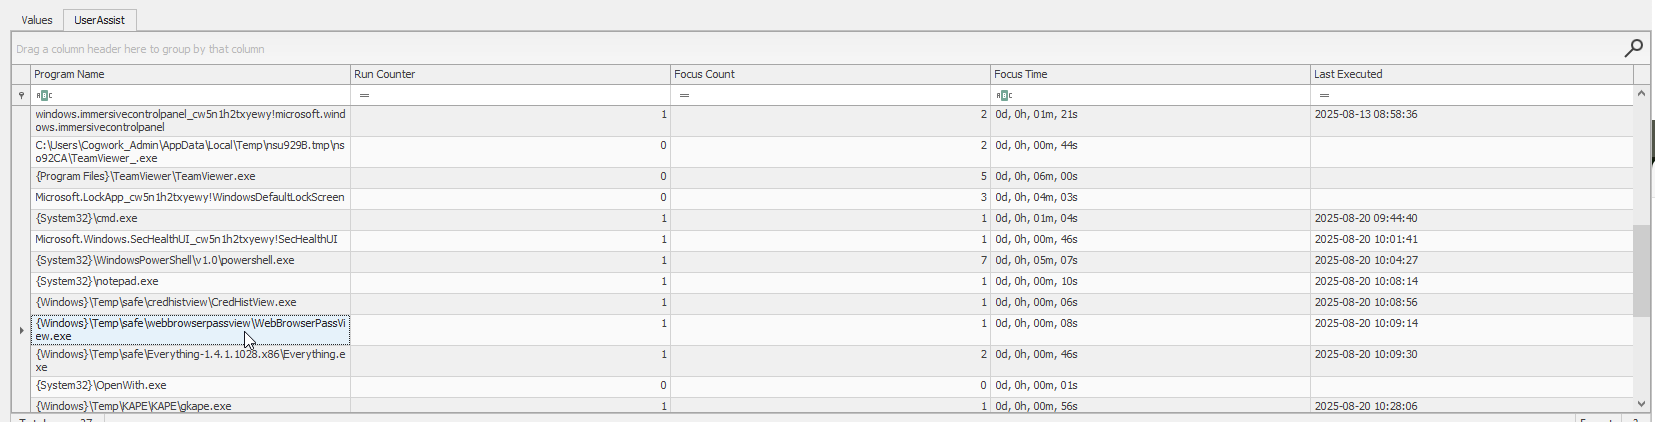 Values UserAssist
Drag a column header here to group by that column
Program Name Run Counter Focus Count Focus Time Last Executed
ABC = = ABC =
windows.immersivecontrolpanel_cw5n1h2txyewy!microsoft.wind 1 2 0d, 0h, 01m, 21s 2025-08-13 08:58:36
ows.immersivecontrolpanel
C:\Users\Cogwork_Admin\AppData\Local\Temp\nsu929B.tmp\ns 0 2 0d, 0h, 00m, 44s
o92CA\TeamViewer_.exe
{Program Files}\TeamViewer\TeamViewer.exe 0 5 0d, 0h, 06m, 00s
Microsoft.LockApp_cw5n1h2txyewy!WindowsDefaultLockScreen 0 3 0d, 0h, 04m, 03s
{System32}\cmd.exe 1 1 0d, 0h, 01m, 04s 2025-08-20 09:44:40
Microsoft.Windows.SecHealthUI_cw5n1h2txyewy!SecHealthUI 1 1 0d, 0h, 00m, 46s 2025-08-20 10:01:41
{System32}\WindowsPowerShell\v1.0\powershell.exe 1 7 0d, 0h, 05m, 07s 2025-08-20 10:04:27
{System32}\notepad.exe 1 1 0d, 0h, 00m, 10s 2025-08-20 10:08:14
{Windows}\Temp\safe\credhistview\CredHistView.exe 1 1 0d, 0h, 00m, 06s 2025-08-20 10:08:56
{Windows}\Temp\safe\webbrowserpassview\WebBrowserPassVi 1 1 0d, 0h, 00m, 08s 2025-08-20 10:09:14
ew.exe
{Windows}\Temp\safe\Everything-1.4.1.1028.x86\Everything.e 1 2 0d, 0h, 00m, 46s 2025-08-20 10:09:30
xe
{System32}\OpenWith.exe 0 0 0d, 0h, 00m, 01s
{Windows}\Temp\KAPE\KAPE\gkape.exe 1 1 0d, 0h, 00m, 56s 2025-08-20 10:28:06